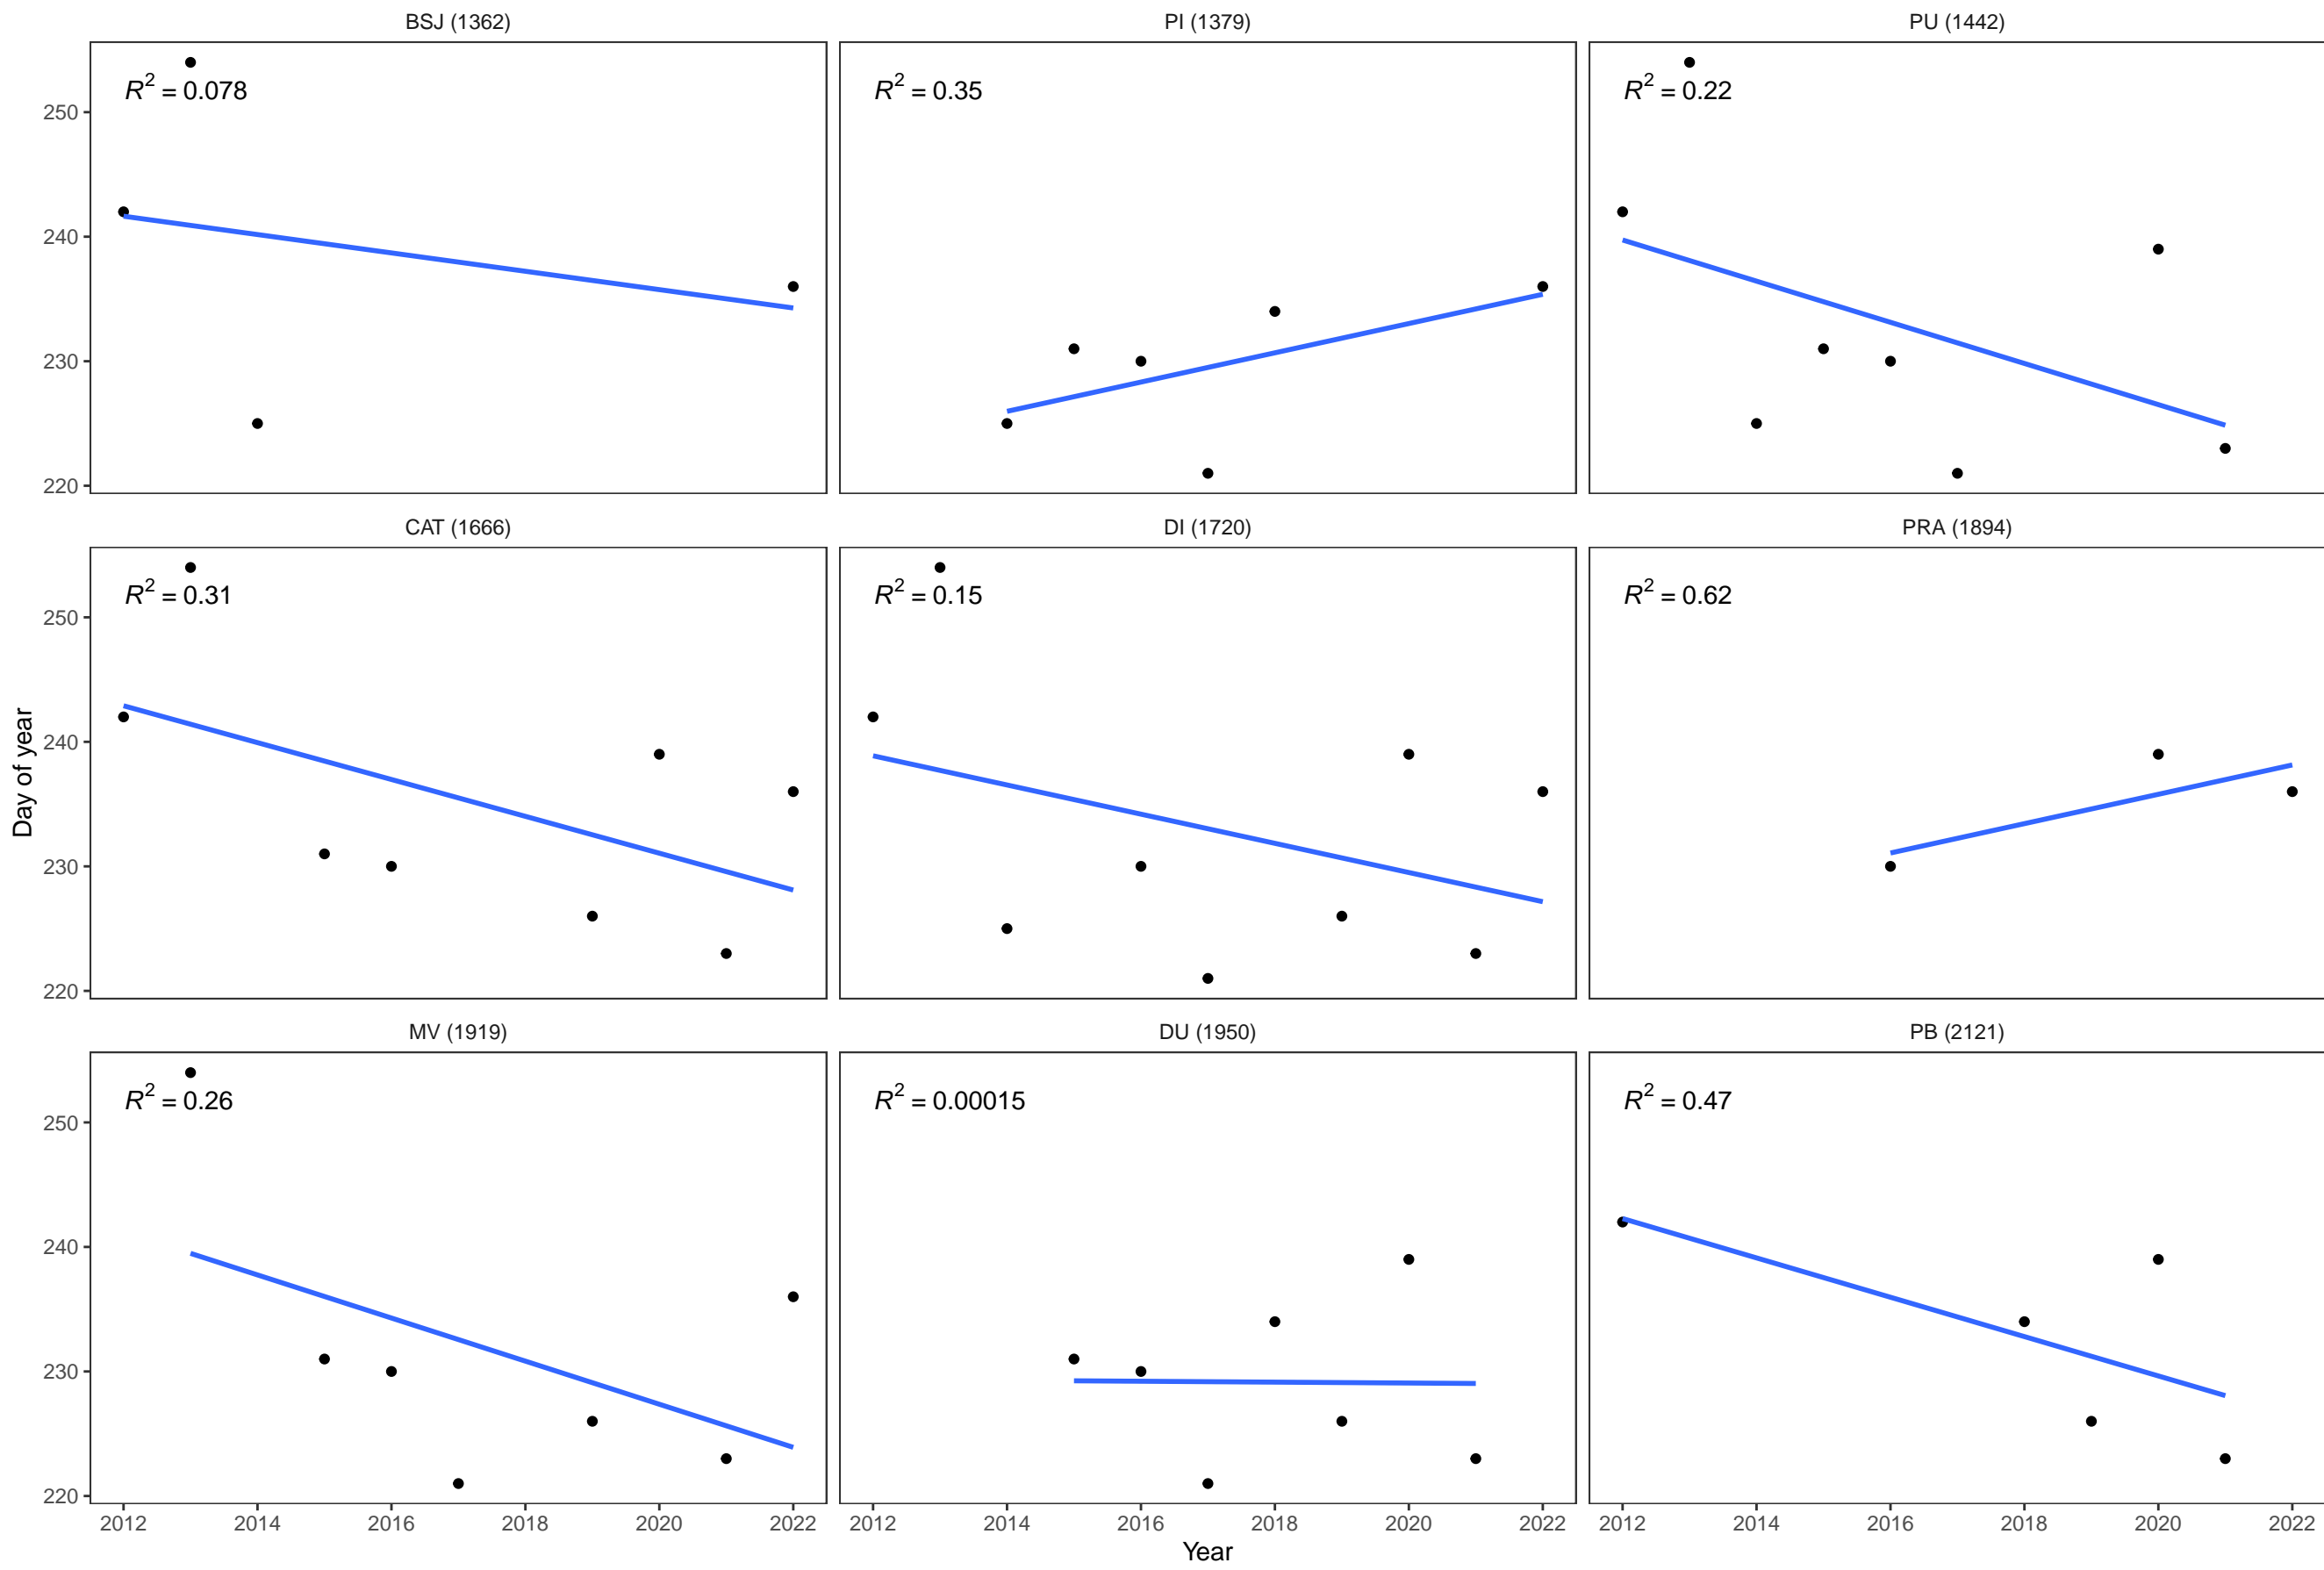 BSJ (1362) PI (1379) PU (1442)
R² = 0.078 R² = 0.35 R² = 0.22
250
240
230
220
CAT (1666) DI (1720) PRA (1894)
R² = 0.31 R² = 0.15 R² = 0.62
250
240
230
220
Day of year
MV (1919) DU (1950) PB (2121)
R² = 0.26 R² = 0.00015 R² = 0.47
250
240
230
220
2012 2014 2016 2018 2020 2022 2012 2014 2016 2018 2020 2022 2012 2014 2016 2018 2020 2022
Year